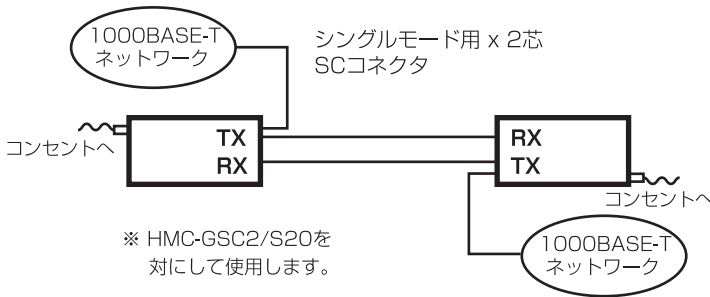 1000BASE-T
ネットワーク
シングルモード用 x 2芯
SCコネクタ
コンセントへ
TX
RX
RX
TX
コンセントへ
※ HMC-GSC2/S20を
対にして使用します。
1000BASE-T
ネットワーク